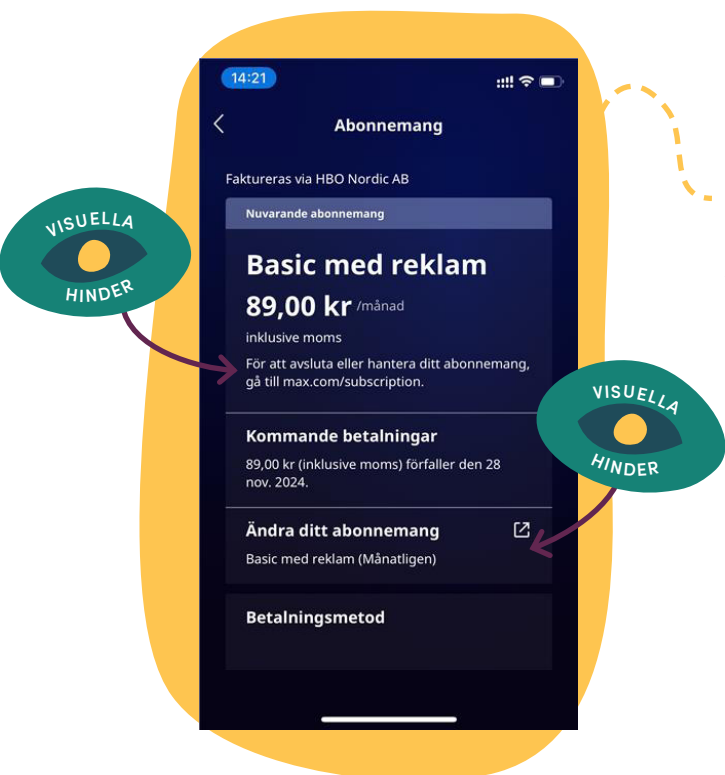 14:21
Abonnemang
Faktureras via HBO Nordic AB
Nuvarande abonnemang
Basic med reklam
89,00 kr /månad
inklusive moms
För att avsluta eller hantera ditt abonnemang,
gå till max.com/subscription.
Kommande betalningar
89,00 kr (inklusive moms) förfaller den 28
nov. 2024.
Ändra ditt abonnemang
Basic med reklam (Månatligen)
Betalningsmetod
VISUELLA
HINDER
VISUELLA
HINDER